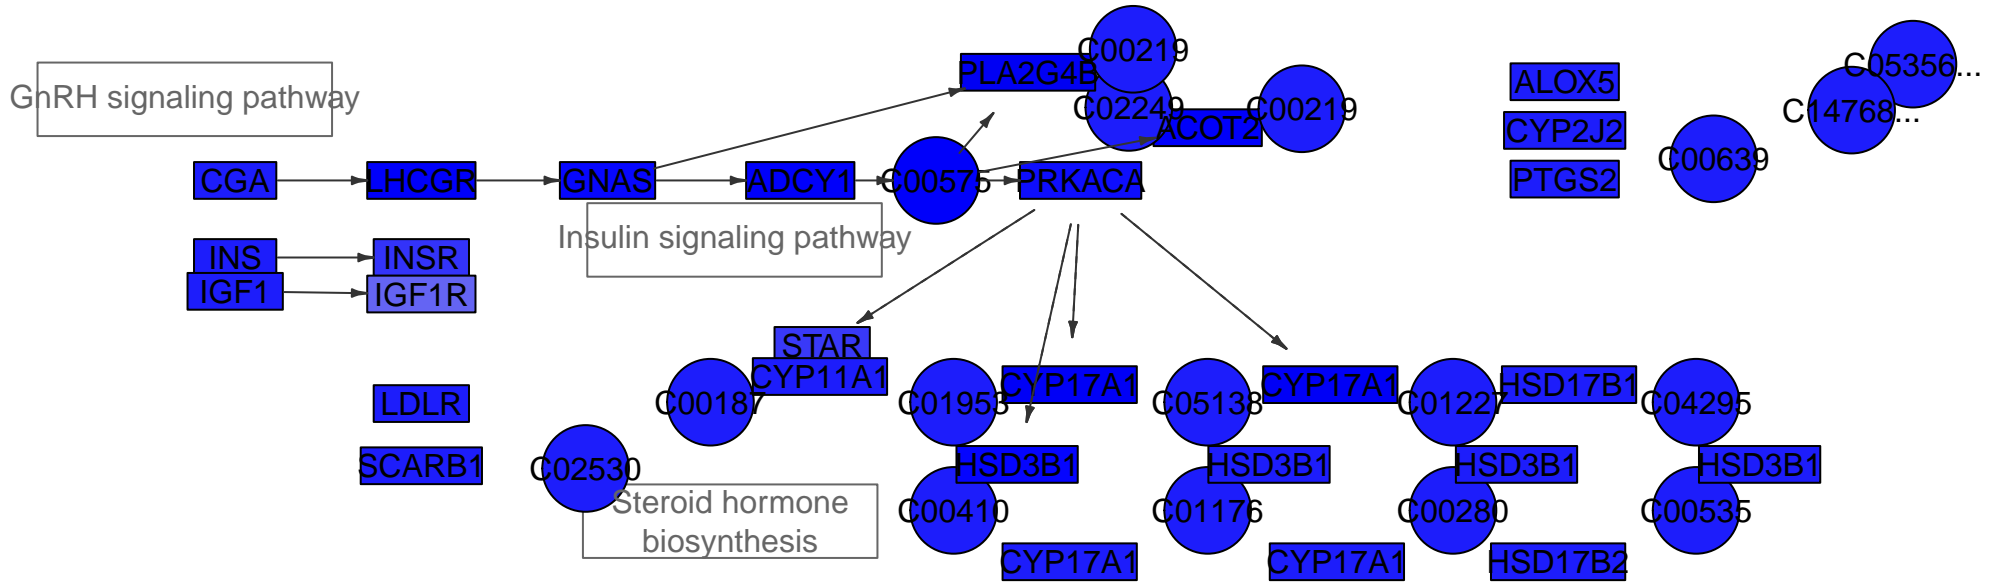 C00219
C05356...
PLA2G4B
ALOX5
GnRH signaling pathway
C02249
C00219
C14768...
ACOT2
CYP2J2
C00639
CGA
LHCGR
GNAS
ADCY1
C00575
PRKACA
PTGS2
Insulin signaling pathway
INS
INSR
IGF1
IGF1R
STAR
CYP11A1
CYP17A1
CYP17A1
HSD17B1
LDLR
C00187
C01953
C05138
C01227
C04295
SCARB1
C02530
HSD3B1
HSD3B1
HSD3B1
HSD3B1
Steroid hormone
biosynthesis
C00410
C01176
C00280
C00535
CYP17A1
CYP17A1
HSD17B2